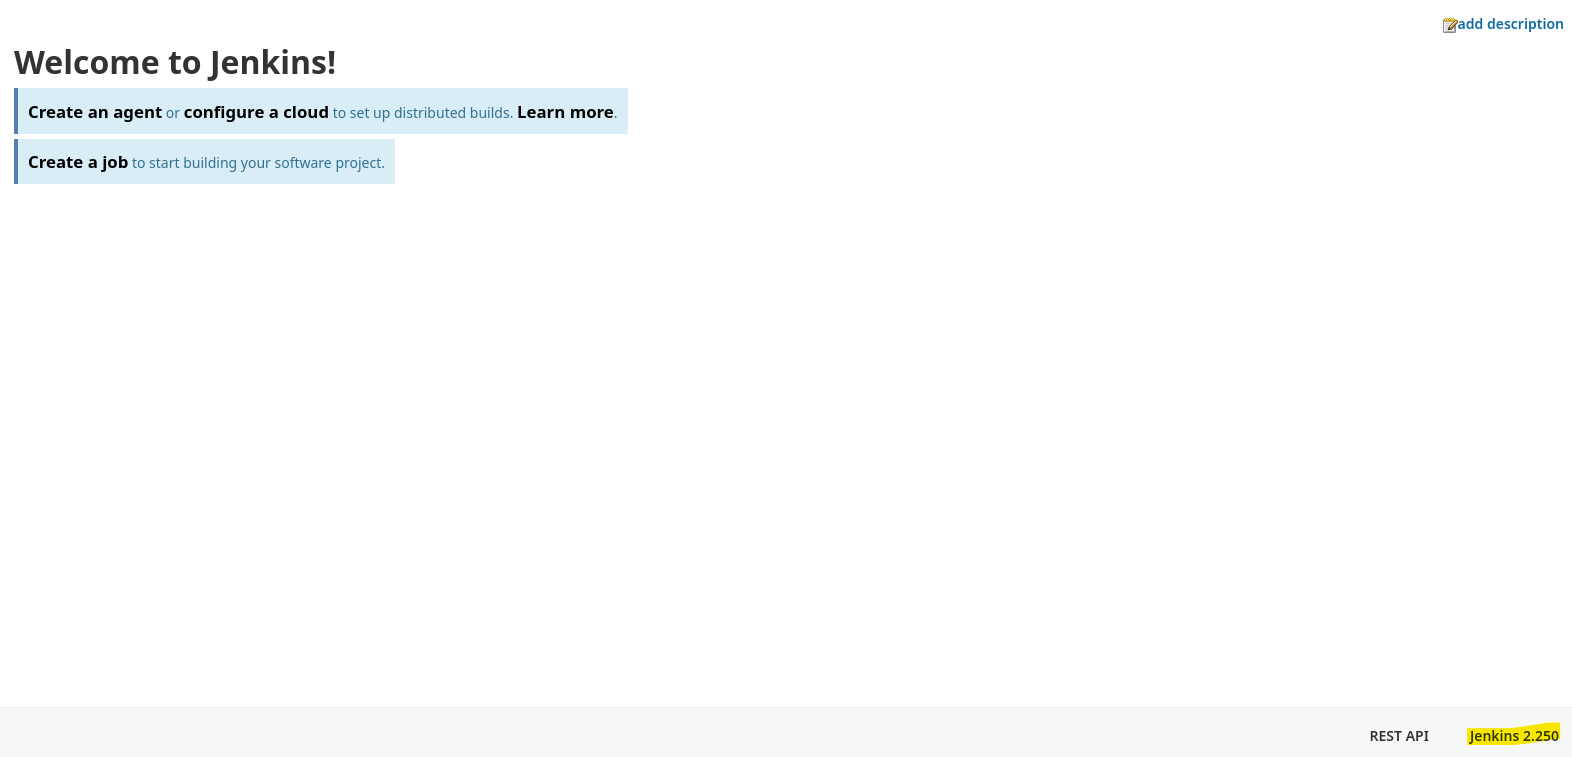 add description
Welcome to Jenkins!
Create an agent or configure a cloud to set up distributed builds. Learn more.
Create a job to start building your software project.
REST API Jenkins 2.250